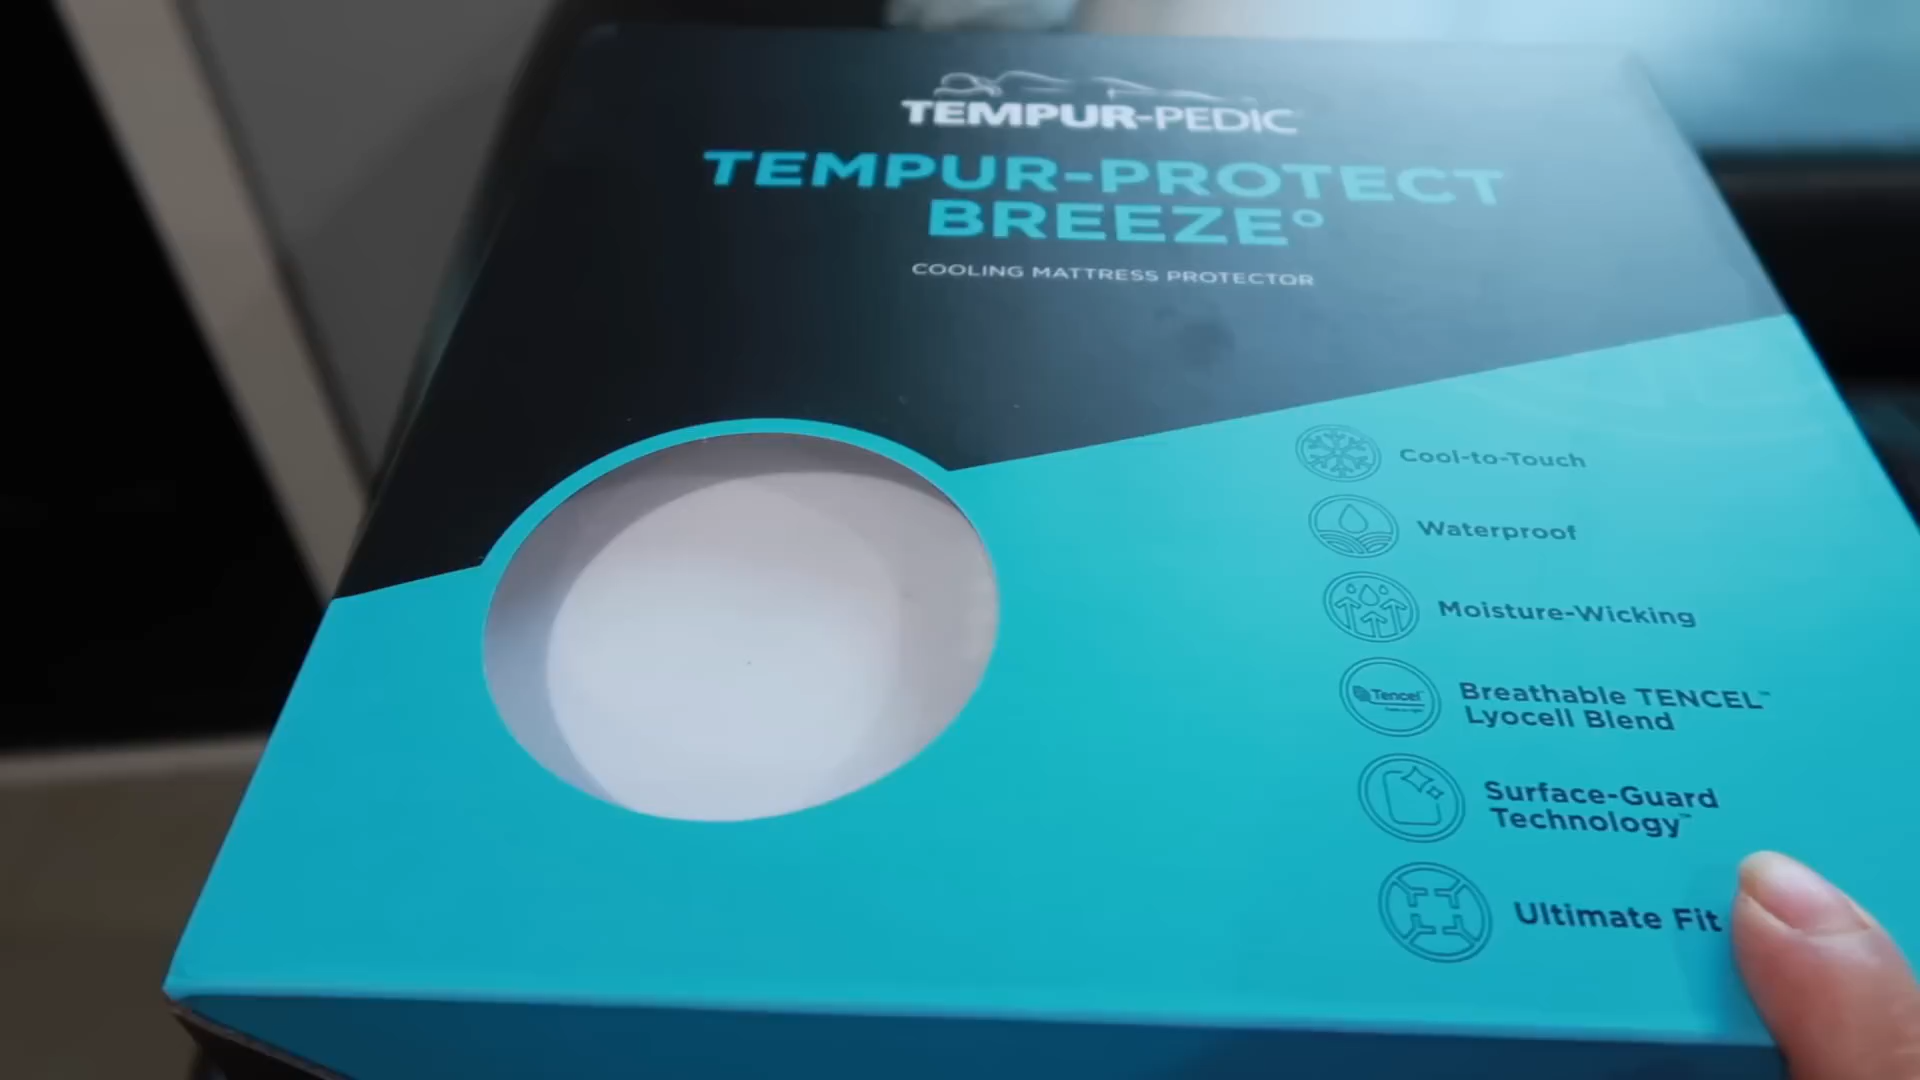 TEMPUR-PEDIC
TEMPUR-PROTECT
BREEZE°
COOLING MATTRESS PROTECTOR
Cool-to-Touch
Waterproof
Moisture-Wicking
Tencel™
Breathable TENCEL™
Lyocell Blend
Surface-Guard
Technology™
Ultimate Fit